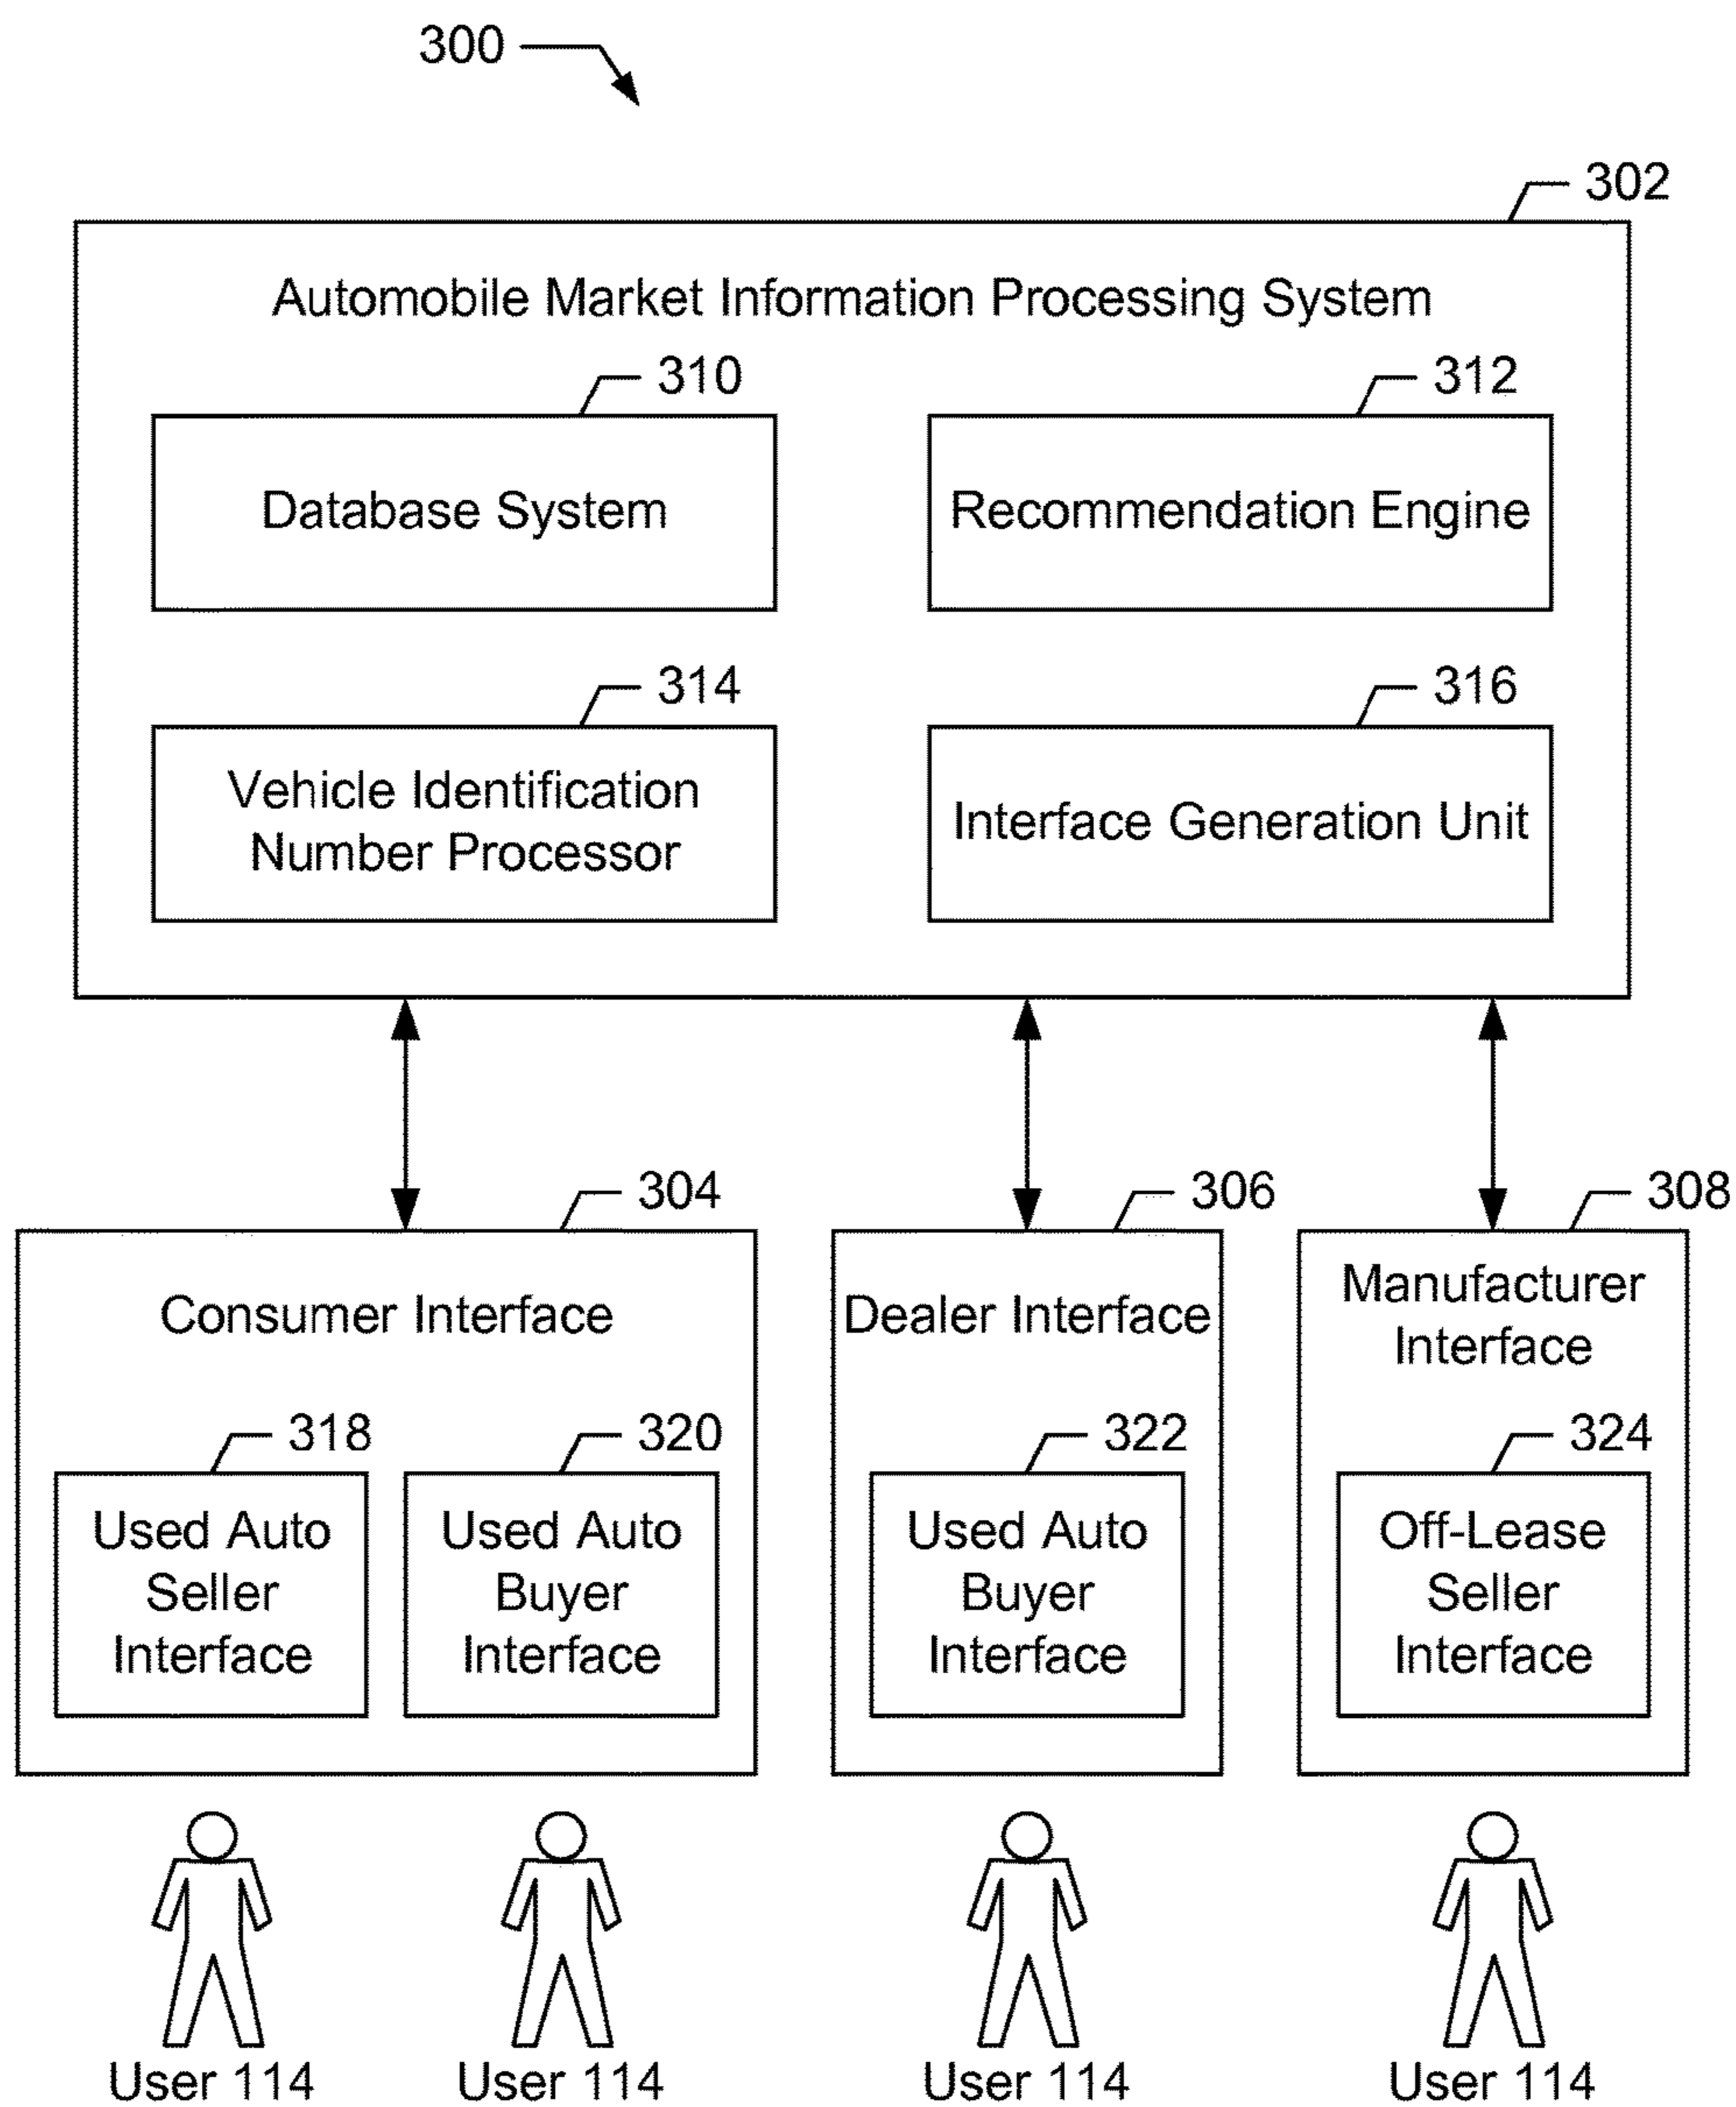 300
302
Automobile Market Information Processing System
310
312
Database System
Recommendation Engine
314
316
Vehicle Identification
Number Processor
Interface Generation Unit
304
306
308
Consumer Interface
Dealer Interface
Manufacturer
Interface
318
320
322
324
Used Auto
Seller
Interface
Used Auto
Buyer
Interface
Used Auto
Buyer
Interface
Off-Lease
Seller
Interface
User 114
User 114
User 114
User 114